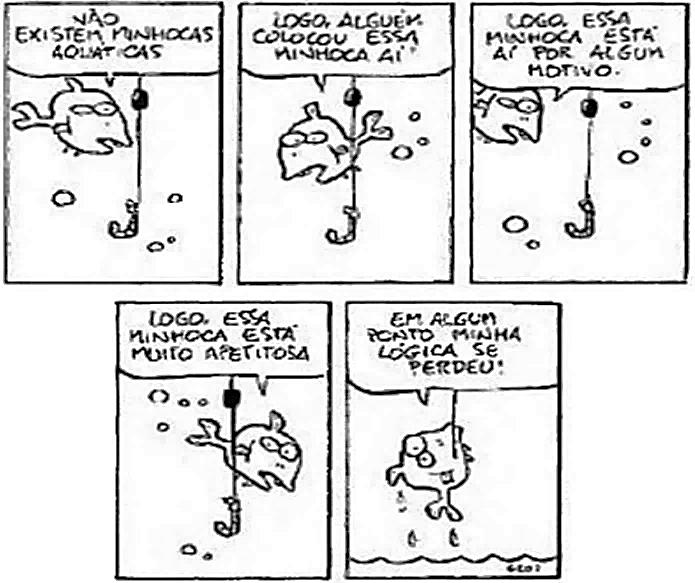 NÃO
EXISTEM MINHOCAS
AQUÁTICAS
LOGO, ALGUÉM
COLOCOU ESSA
MINHOCA AÍ!
LOGO, ESSA
MINHOCA ESTÁ
AÍ POR ALGUM
MOTIVO.
LOGO, ESSA
MINHOCA ESTÁ
MUITO APETITOSA
EM ALGUM
PONTO MINHA
LÓGICA SE
PERDEU!